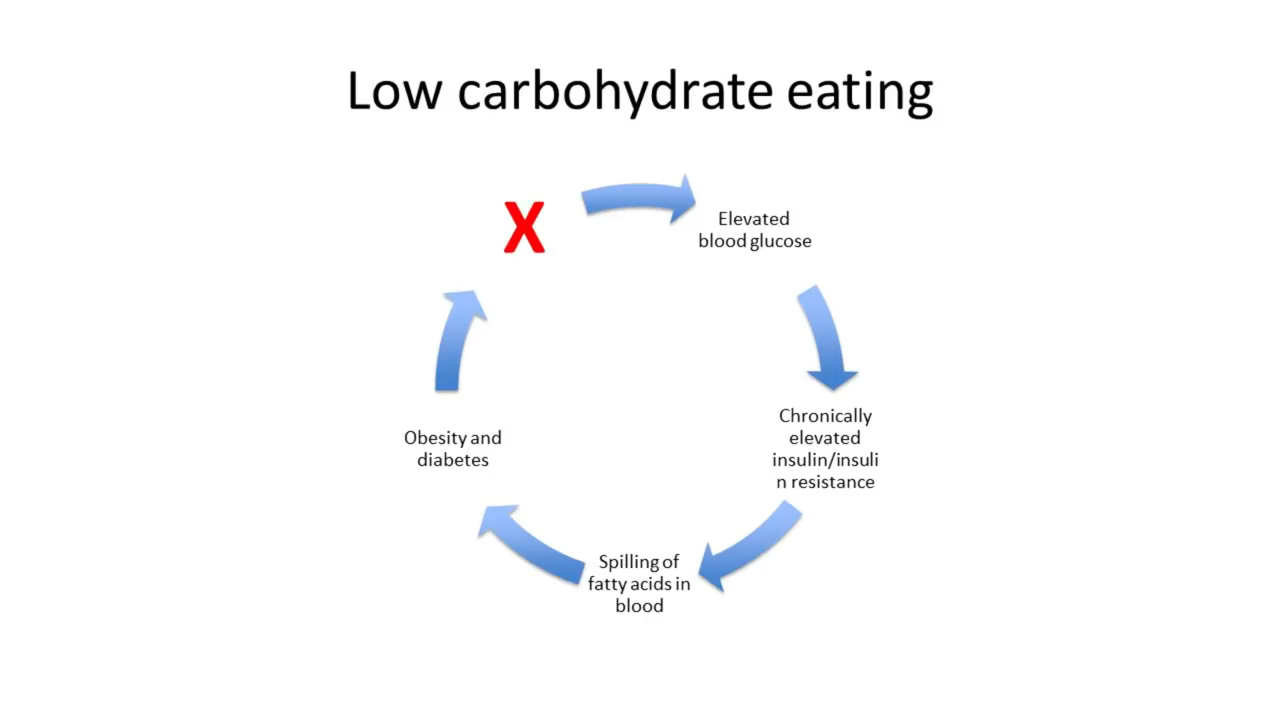 Low carbohydrate eating
X
Elevated
blood glucose
Chronically
elevated
insulin/insuli
n resistance
Spilling of
fatty acids in
blood
Obesity and
diabetes